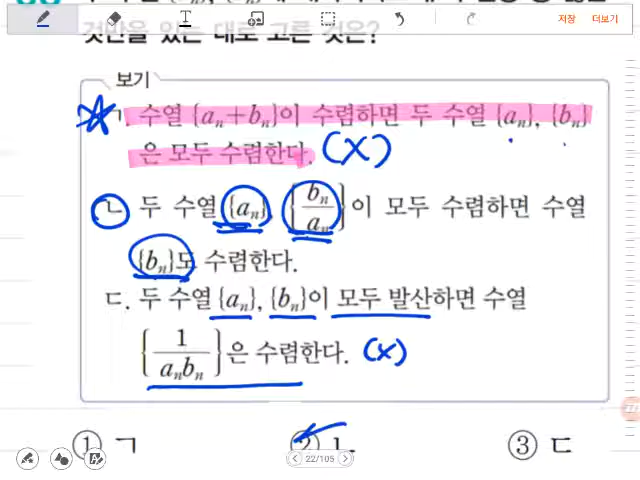 저장 더보기
것만을 있는 대로 고른 것은?
보기
ㄱ. 수열 {aₙ+bₙ}이 수렴하면 두 수열 {aₙ}, {bₙ}
은 모두 수렴한다. (X)
ㄴ 두 수열 {aₙ}, {bₙ/aₙ}이 모두 수렴하면 수열
{bₙ}도 수렴한다.
ㄷ. 두 수열 {aₙ}, {bₙ}이 모두 발산하면 수열
{1/aₙbₙ}은 수렴한다. (X)
① ㄱ ② ㄴ ③ ㄷ
22/105